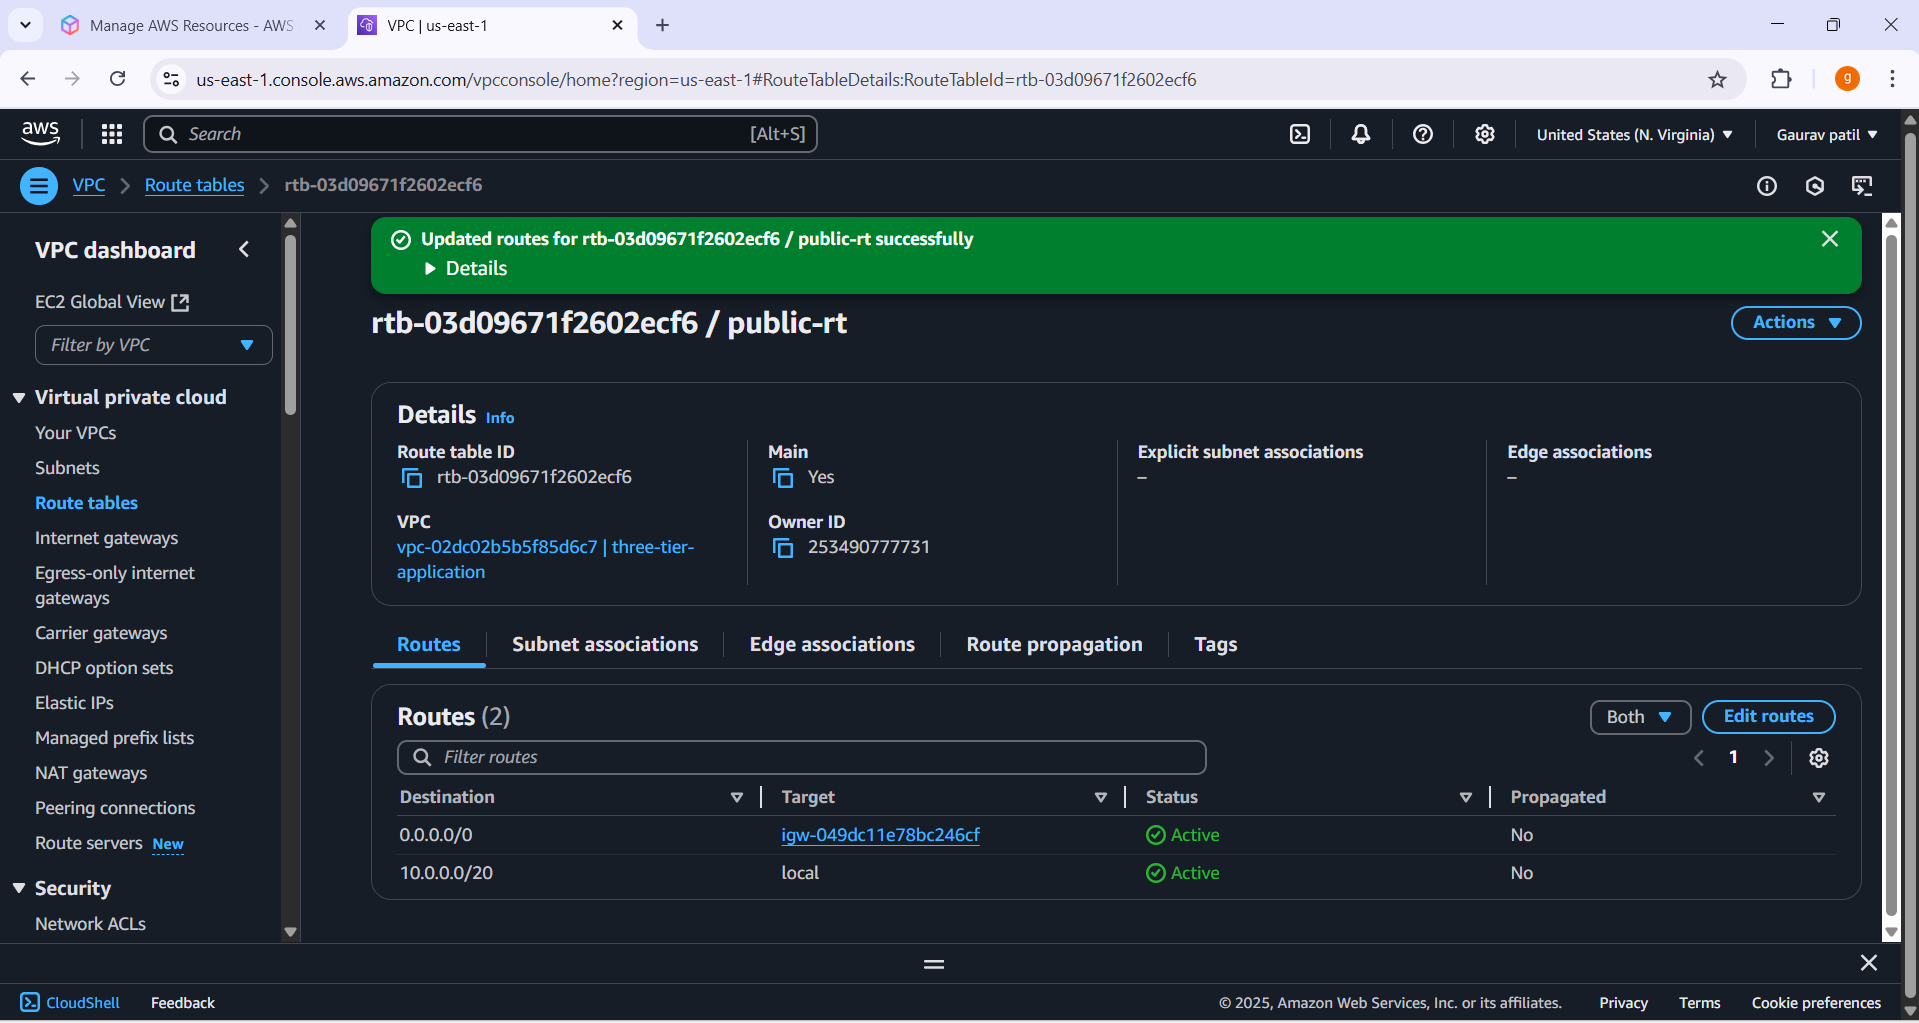 Manage AWS Resources - AWS
VPC | us-east-1
us-east-1.console.aws.amazon.com/vpcconsole/home?region=us-east-1#RouteTableDetails:RouteTableId=rtb-03d09671f2602ecf6
g
aws
Search [Alt+S]
United States (N. Virginia)
Gaurav patil
VPC
Route tables
rtb-03d09671f2602ecf6
VPC dashboard
EC2 Global View
Filter by VPC
Virtual private cloud
Your VPCs
Subnets
Route tables
Internet gateways
Egress-only internet
gateways
Carrier gateways
DHCP option sets
Elastic IPs
Managed prefix lists
NAT gateways
Peering connections
Route servers New
Security
Network ACLs
Updated routes for rtb-03d09671f2602ecf6 / public-rt successfully
Details
rtb-03d09671f2602ecf6 / public-rt
Actions
Details Info
Route table ID
rtb-03d09671f2602ecf6
Main
Yes
Explicit subnet associations
–
Edge associations
–
VPC
vpc-02dc02b5b5f85d6c7 | three-tier-
application
Owner ID
253490777731
Routes
Subnet associations
Edge associations
Route propagation
Tags
Routes (2)
Both
Edit routes
Filter routes
1
Destination Target Status Propagated
0.0.0.0/0 igw-049dc11e78bc246cf Active No
10.0.0.0/20 local Active No
CloudShell
Feedback
© 2025, Amazon Web Services, Inc. or its affiliates.
Privacy
Terms
Cookie preferences